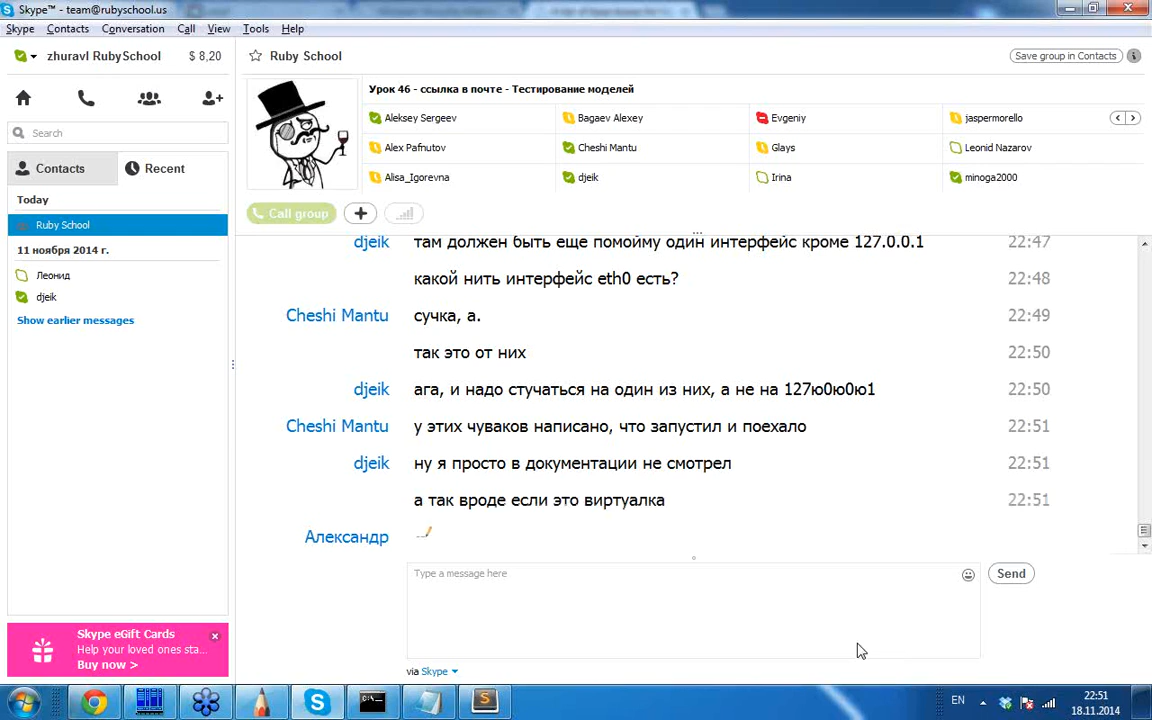 Skype™ - team@rubyschool.us
Skype Contacts Conversation Call View Tools Help
zhuravl RubySchool $ 8,20
Search
Contacts
Recent
Today
Ruby School
11 ноября 2014 г.
Леонид
djeik
Show earlier messages
Skype eGift Cards
Help your loved ones sta...
Buy now >
Ruby School
Save group in Contacts
Урок 46 - ссылка в почте - Тестирование моделей
Aleksey Sergeev Bagaev Alexey Evgeniy jaspermorello
Alex Pafnutov Cheshi Mantu Glays Leonid Nazarov
Alisa_Igorevna djeik Irina minoga2000
Call group
djeik там должен быть еще помойму один интерфейс кроме 127.0.0.1 22:47
какой нить интерфейс eth0 есть? 22:48
Cheshi Mantu сучка, а. 22:49
так это от них 22:50
djeik ага, и надо стучаться на один из них, а не на 127ю0ю0ю1 22:50
Cheshi Mantu у этих чуваков написано, что запустил и поехало 22:51
djeik ну я просто в документации не смотрел 22:51
а так вроде если это виртуалка 22:51
Александр
Type a message here
Send
via Skype
EN
22:51
18.11.2014